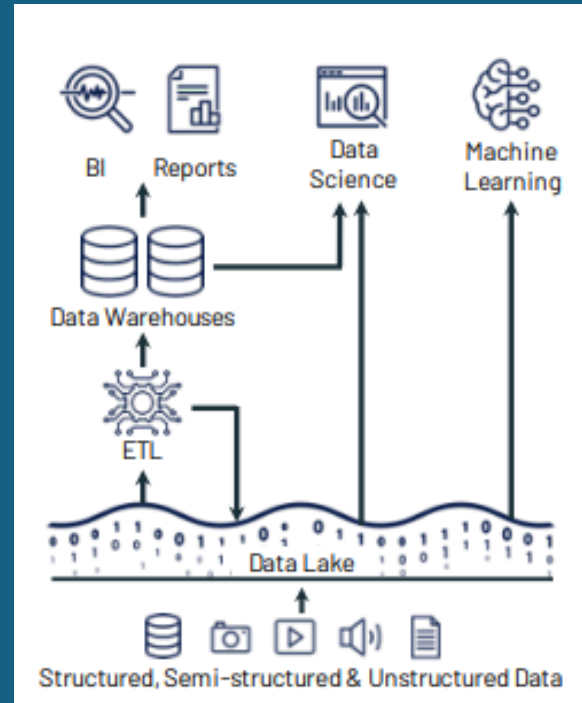 BI Reports
Data
Science
Machine
Learning
Data Warehouses
ETL
Data Lake
Structured, Semi-structured & Unstructured Data